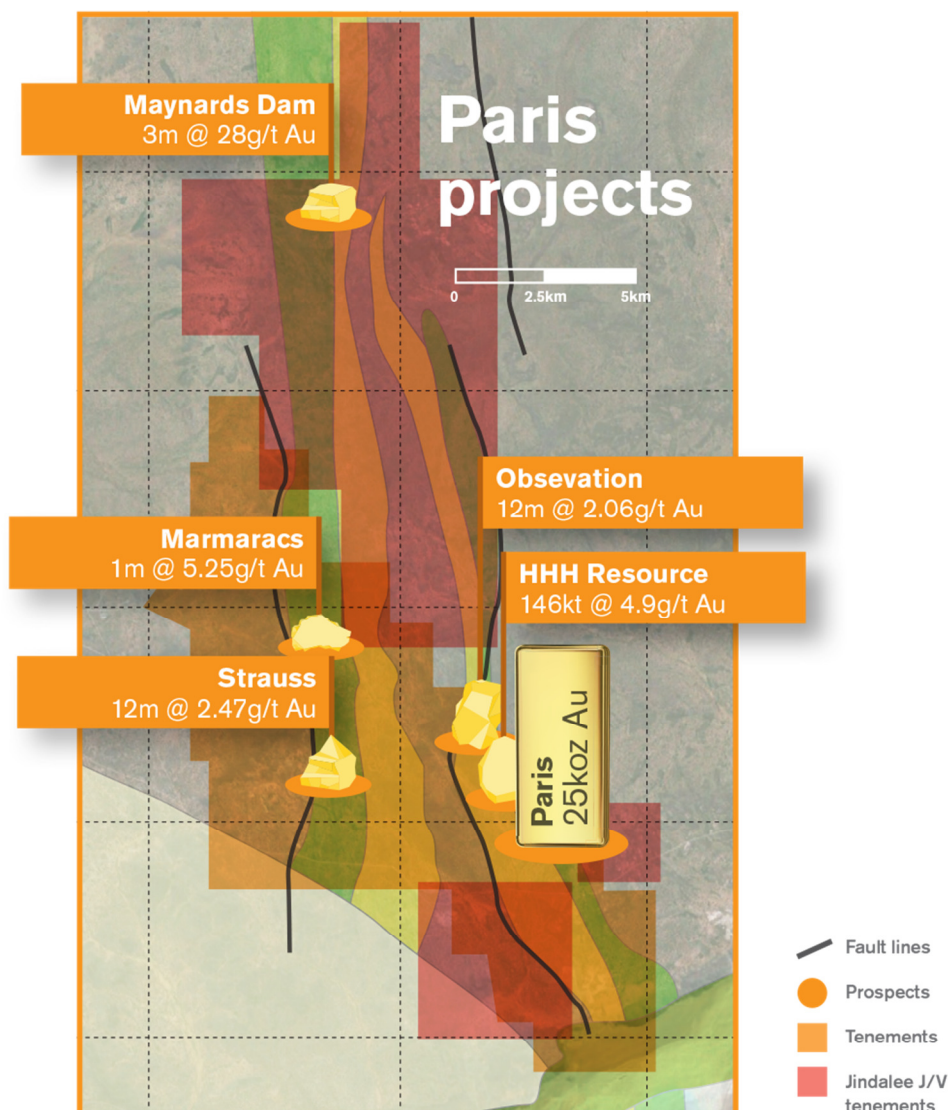 Paris
projects
0 2.5km 5km
Maynards Dam
3m @ 28g/t Au
Obsevation
12m @ 2.06g/t Au
Marmaracs
1m @ 5.25g/t Au
HHH Resource
146kt @ 4.9g/t Au
Strauss
12m @ 2.47g/t Au
Paris
25koz Au
Fault lines
Prospects
Tenements
Jindalee J/V
tenements